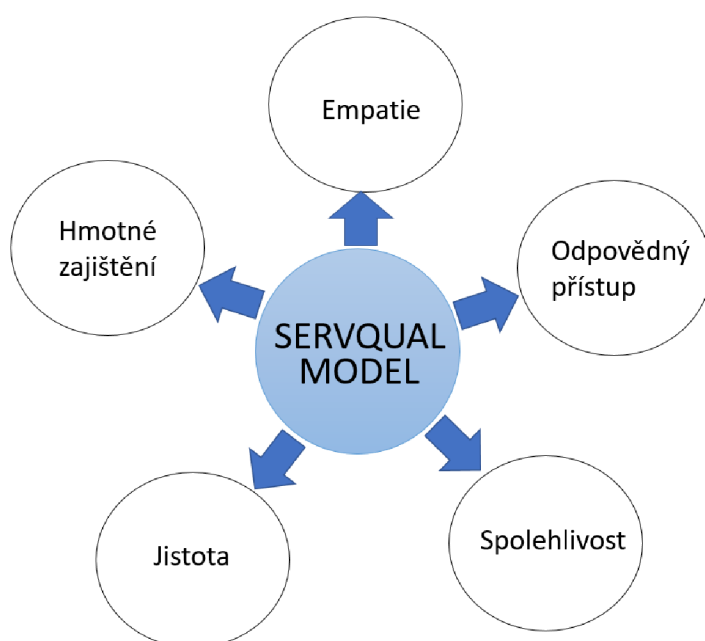 Empatie
Hmotné
zajištění
Odpovědný
přístup
SERVQUAL
MODEL
Jistota
Spolehlivost